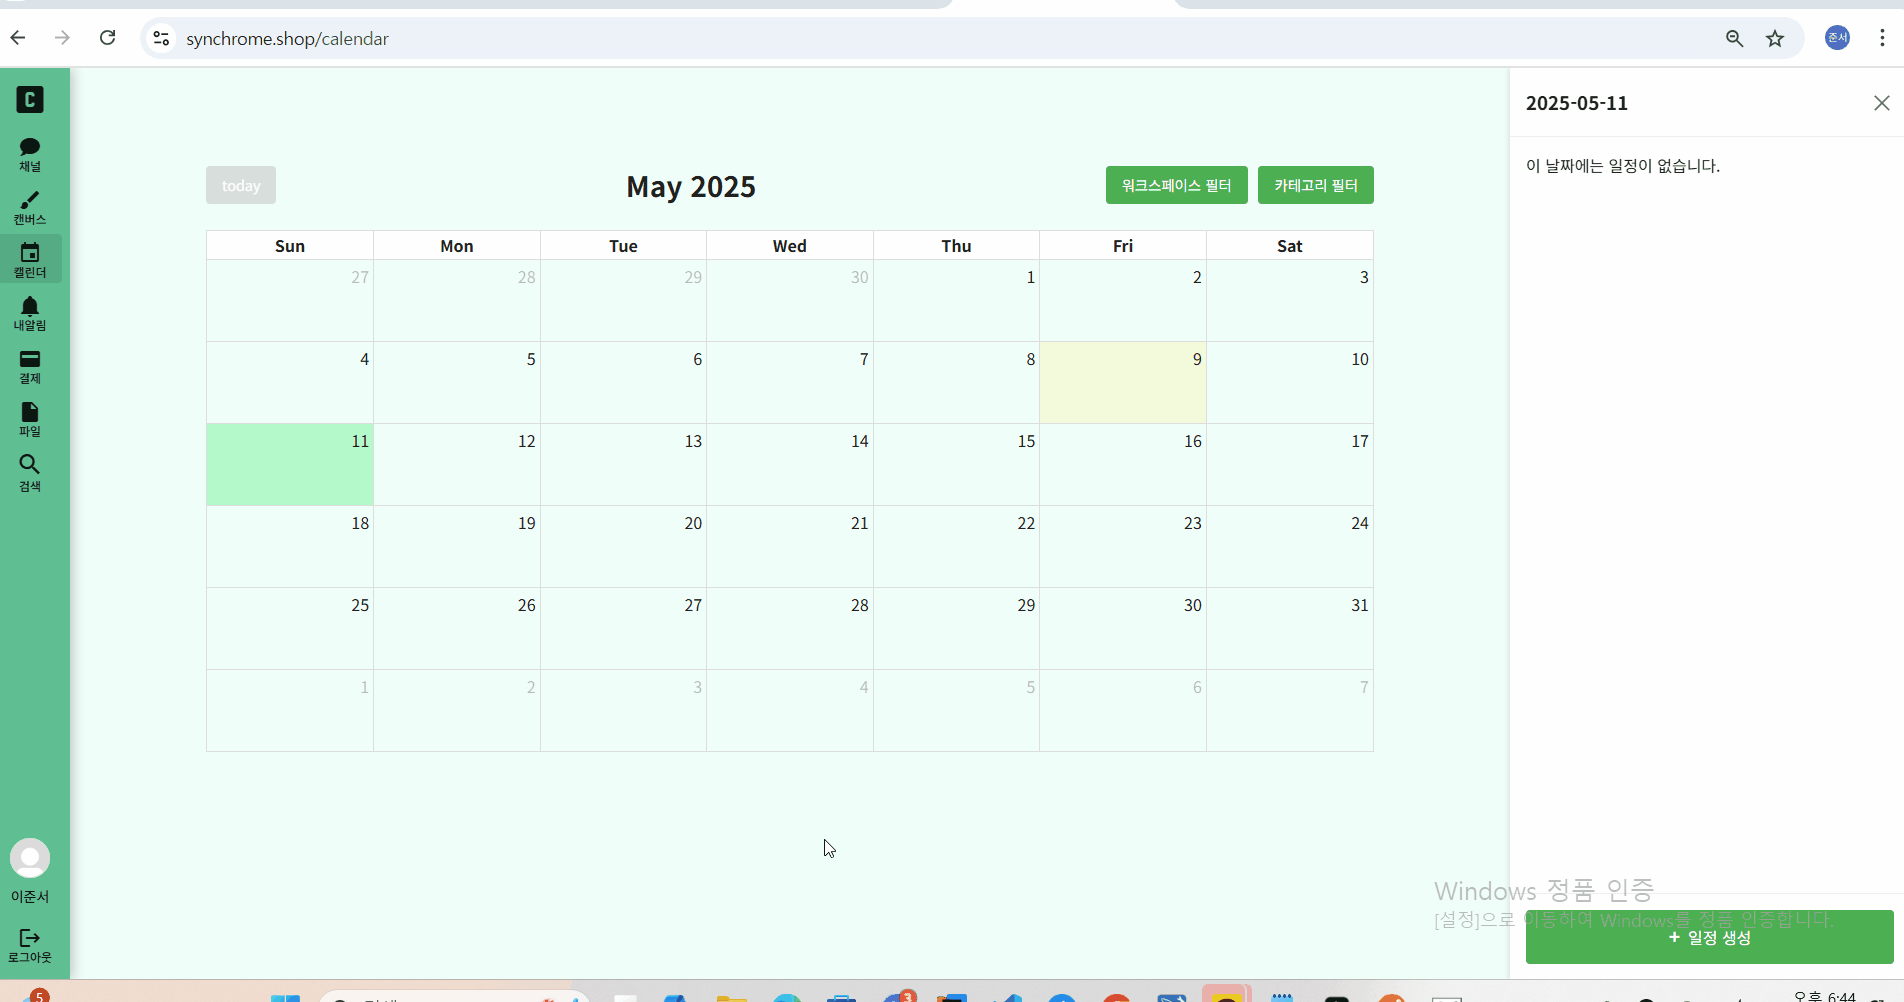 synchrome.shop/calendar
준서
C
채널
캔버스
캘린더
내알림
결제
파일
검색
이준서
로그아웃
today
May 2025
워크스페이스 필터
카테고리 필터
Sun Mon Tue Wed Thu Fri Sat
27 28 29 30 1 2 3
4 5 6 7 8 9 10
11 12 13 14 15 16 17
18 19 20 21 22 23 24
25 26 27 28 29 30 31
1 2 3 4 5 6 7
2025-05-11
이 날짜에는 일정이 없습니다.
Windows 정품 인증
[설정]으로 이동하여 Windows를 정품 인증합니다.
+ 일정 생성
5
3
오후 6:44